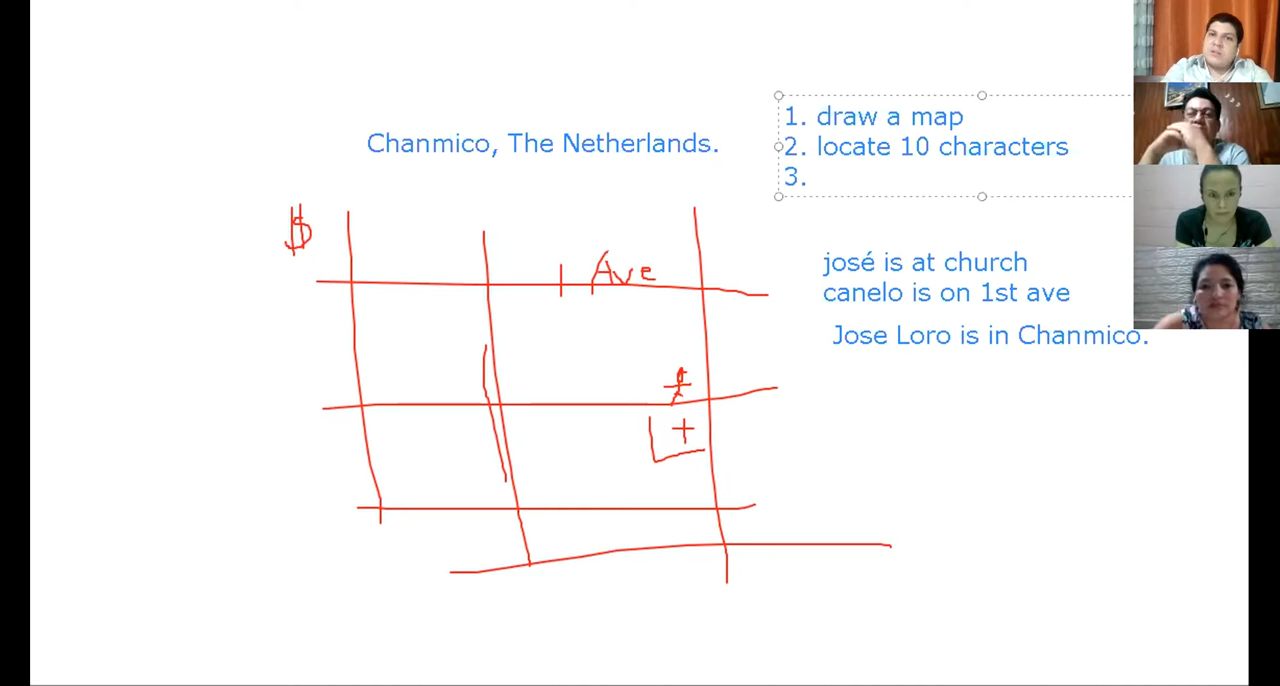 Chanmico, The Netherlands.
1. draw a map
2. locate 10 characters
3.
$
1 Ave
josé is at church
canelo is on 1st ave
Jose Loro is in Chanmico.